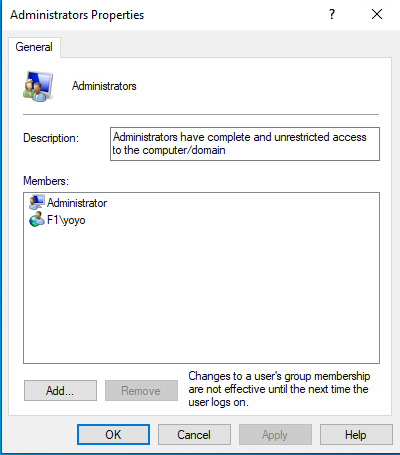 Administrators Properties
? 
General
Administrators
Description:
Administrators have complete and unrestricted access
to the computer/domain
Members:
Administrator
F1\yoyo
Add...
Remove
Changes to a user's group membership
are not effective until the next time the
user logs on.
OK
Cancel
Apply
Help